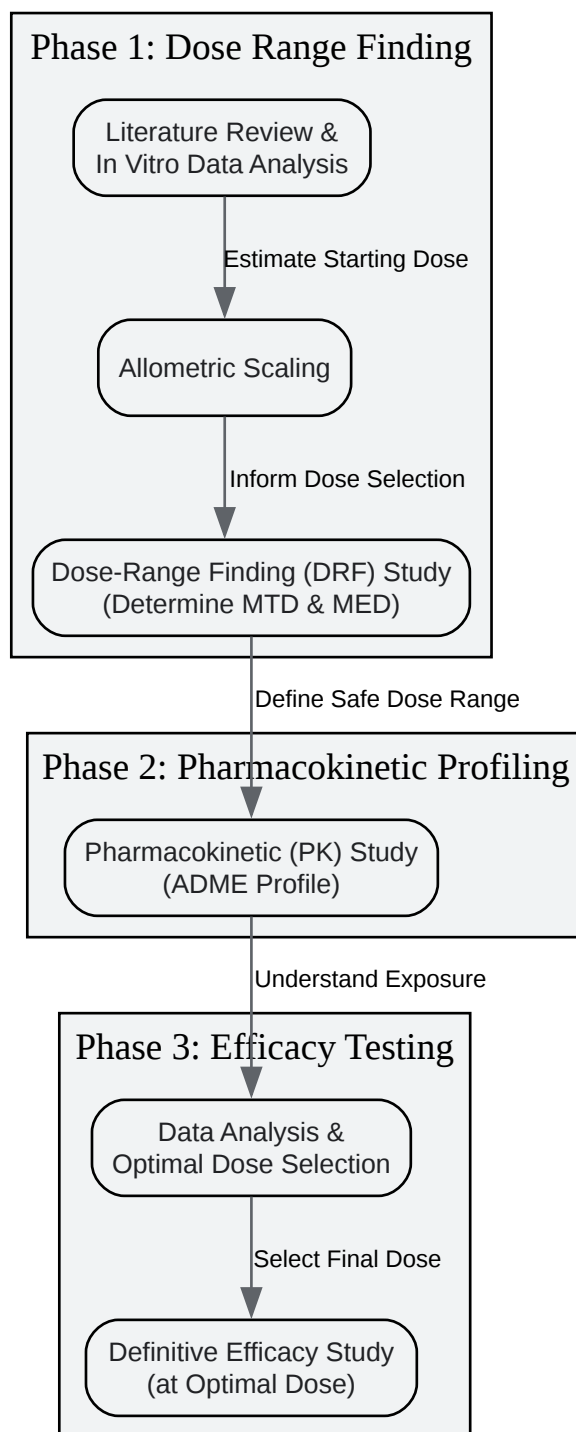 Phase 1: Dose Range Finding
Literature Review &
In Vitro Data Analysis
Estimate Starting Dose
Allometric Scaling
Inform Dose Selection
Dose-Range Finding (DRF) Study
(Determine MTD & MED)
Define Safe Dose Range
Phase 2: Pharmacokinetic Profiling
Pharmacokinetic (PK) Study
(ADME Profile)
Understand Exposure
Phase 3: Efficacy Testing
Data Analysis &
Optimal Dose Selection
Select Final Dose
Definitive Efficacy Study
(at Optimal Dose)